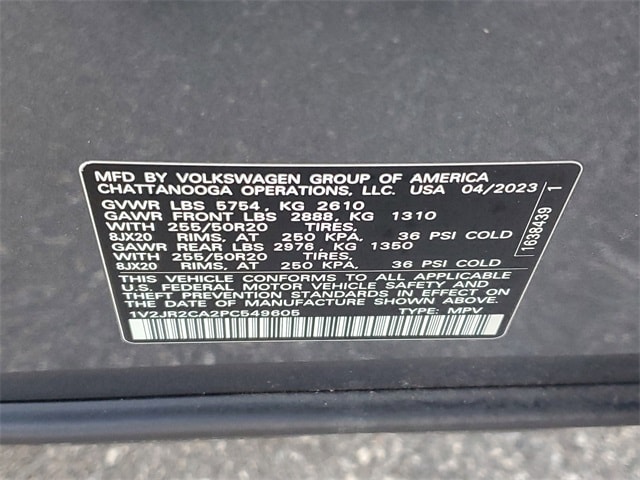 MFD BY VOLKSWAGEN GROUP OF AMERICA
CHATTANOOGA OPERATIONS, LLC. USA 04/2023
GVWR LBS 5754, KG 2610
GAWR FRONT LBS 2888, KG 1310
WITH 255/50R20 TIRES,
8JX20 RIMS, AT 250 KPA, 36 PSI COLD
GAWR REAR LBS 2976, KG 1350
WITH 255/50R20 TIRES,
8JX20 RIMS, AT 250 KPA, 36 PSI COLD
THIS VEHICLE CONFORMS TO ALL APPLICABLE
U.S. FEDERAL MOTOR VEHICLE SAFETY AND
THEFT PREVENTION STANDARDS IN EFFECT ON
THE DATE OF MANUFACTURE SHOWN ABOVE.
1V2JR2CA2PC549605 TYPE: MPV
1638439 1